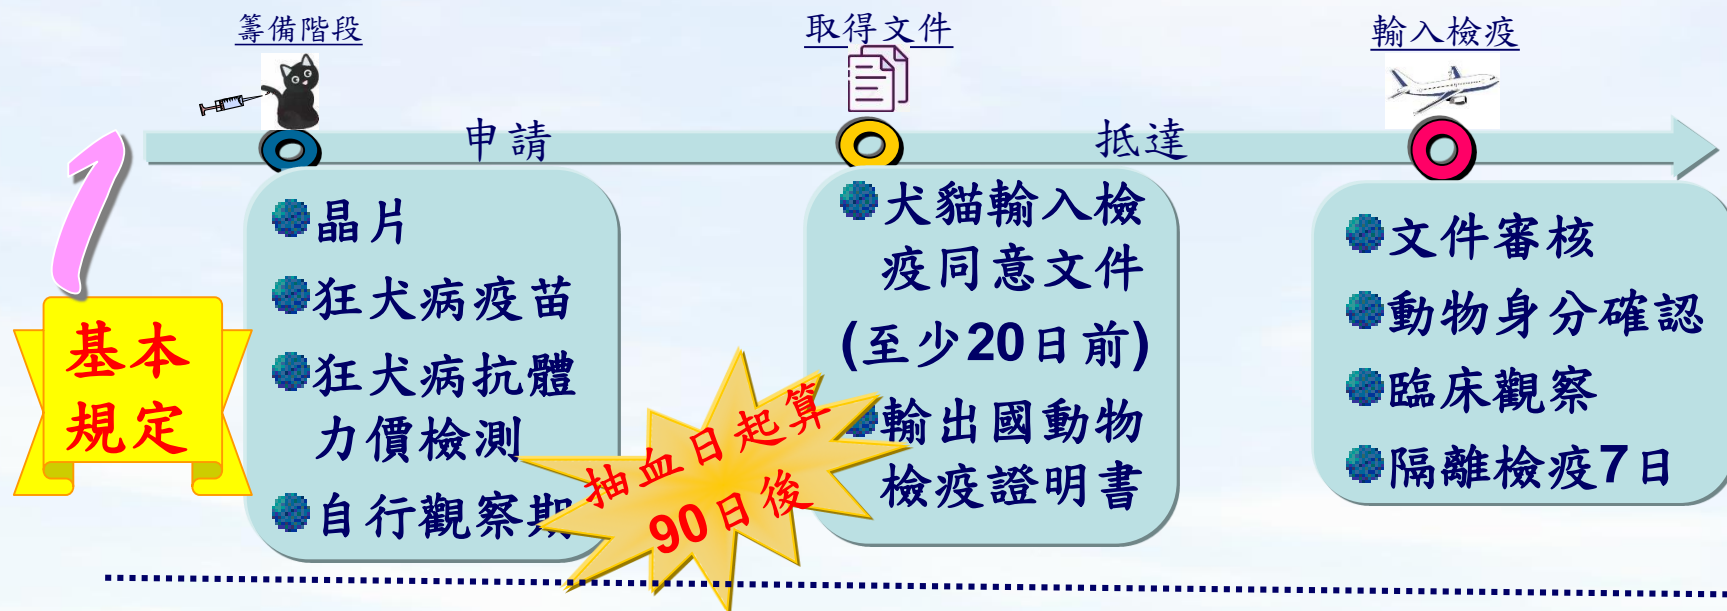 籌備階段
取得文件
輸入檢疫
申請
抵達
1
基本
規定
晶片
狂犬病疫苗
狂犬病抗體
力價檢測
自行觀察期
抽血日起算
90日後
犬貓輸入檢
疫同意文件
(至少20日前)
輸出國動物
檢疫證明書
文件審核
動物身分確認
臨床觀察
隔離檢疫7日